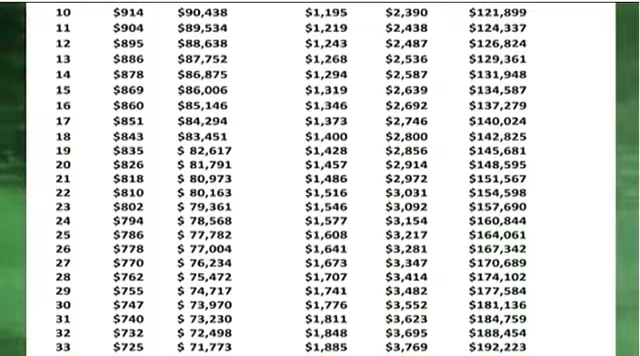 10 $914 $90,438 $1,195 $2,390 $121,899
11 $904 $89,534 $1,219 $2,438 $124,337
12 $895 $88,638 $1,243 $2,487 $126,824
13 $886 $87,752 $1,268 $2,536 $129,361
14 $878 $86,875 $1,294 $2,587 $131,948
15 $869 $86,006 $1,319 $2,639 $134,587
16 $860 $85,146 $1,346 $2,692 $137,279
17 $851 $84,294 $1,373 $2,746 $140,024
18 $843 $83,451 $1,400 $2,800 $142,825
19 $835 $ 82,617 $1,428 $2,856 $145,681
20 $826 $ 81,791 $1,457 $2,914 $148,595
21 $818 $ 80,973 $1,486 $2,972 $151,567
22 $810 $ 80,163 $1,516 $3,031 $154,598
23 $802 $ 79,361 $1,546 $3,092 $157,690
24 $794 $ 78,568 $1,577 $3,154 $160,844
25 $786 $ 77,782 $1,608 $3,217 $164,061
26 $778 $ 77,004 $1,641 $3,281 $167,342
27 $770 $ 76,234 $1,673 $3,347 $170,689
28 $762 $ 75,472 $1,707 $3,414 $174,102
29 $755 $ 74,717 $1,741 $3,482 $177,584
30 $747 $ 73,970 $1,776 $3,552 $181,136
31 $740 $ 73,230 $1,811 $3,623 $184,759
32 $732 $ 72,498 $1,848 $3,695 $188,454
33 $725 $ 71,773 $1,885 $3,769 $192,223